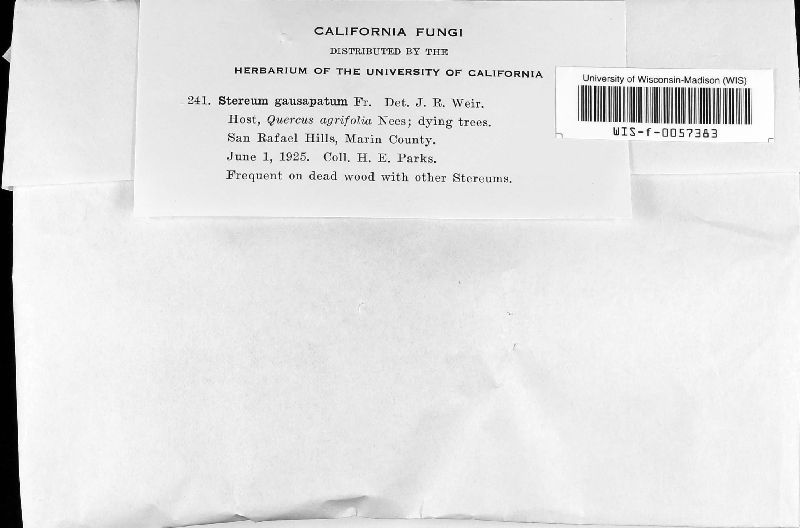 CALIFORNIA FUNGI
DISTRIBUTED BY THE
HERBARIUM OF THE UNIVERSITY OF CALIFORNIA
241. Stereum gausapatum Fr. Det. J. R. Weir.
Host, Quercus agrifolia Nees; dying trees.
San Rafael Hills, Marin County.
June 1, 1925. Coll. H. E. Parks.
Frequent on dead wood with other Stereums.
University of Wisconsin-Madison (WIS)
WIS-f-0057383